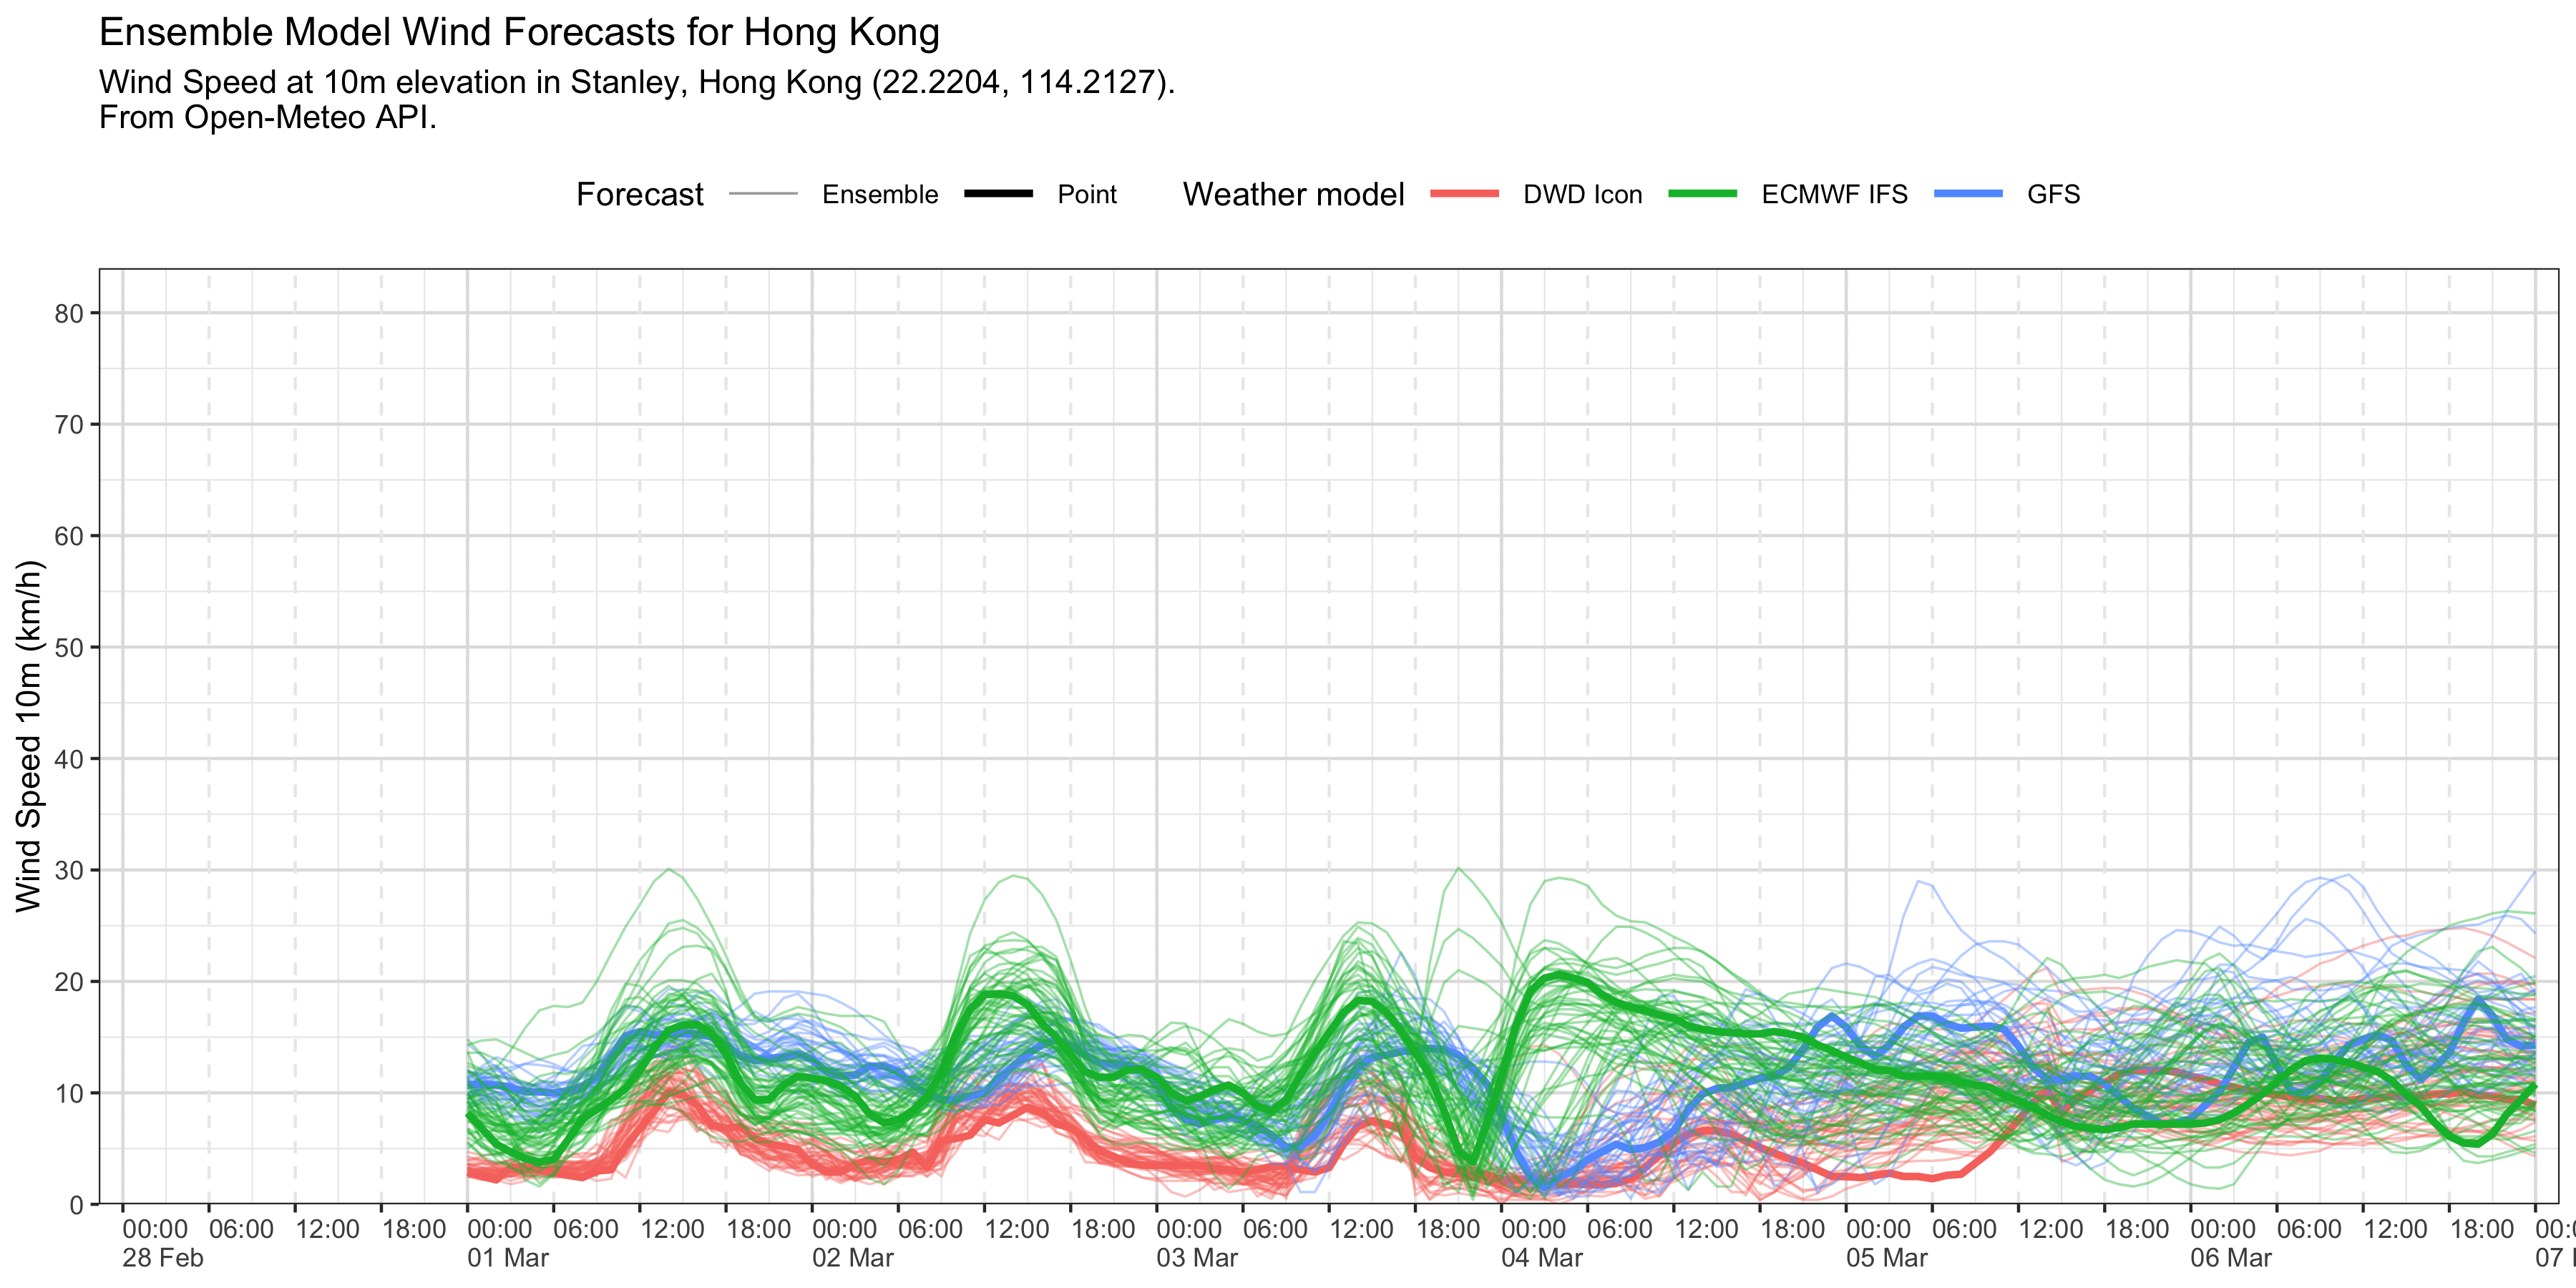 Ensemble Model Wind Forecasts for Hong Kong
Wind Speed at 10m elevation in Stanley, Hong Kong (22.2204, 114.2127).
From Open-Meteo API.
Forecast Ensemble Point Weather model DWD Icon ECMWF IFS GFS
Wind Speed 10m (km/h)
80
70
60
50
40
30
20
10
0
00:00 06:00 12:00 18:00 00:00 06:00 12:00 18:00 00:00 06:00 12:00 18:00 00:00 06:00 12:00 18:00 00:00 06:00 12:00 18:00 00:00 06:00 12:00 18:00 00:00 06:00 12:00 18:00
28 Feb 01 Mar 02 Mar 03 Mar 04 Mar 05 Mar 06 Mar 07